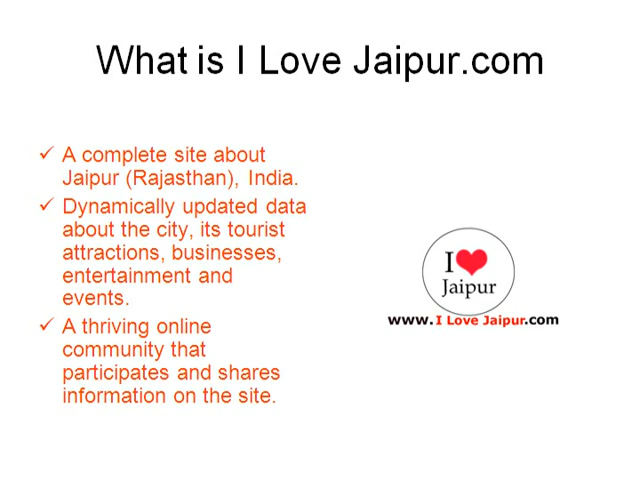 What is I Love Jaipur.com
A complete site about
Jaipur (Rajasthan), India.
Dynamically updated data
about the city, its tourist
attractions, businesses,
entertainment and
events.
A thriving online
community that
participates and shares
information on the site.
I
Jaipur
www.I Love Jaipur.com